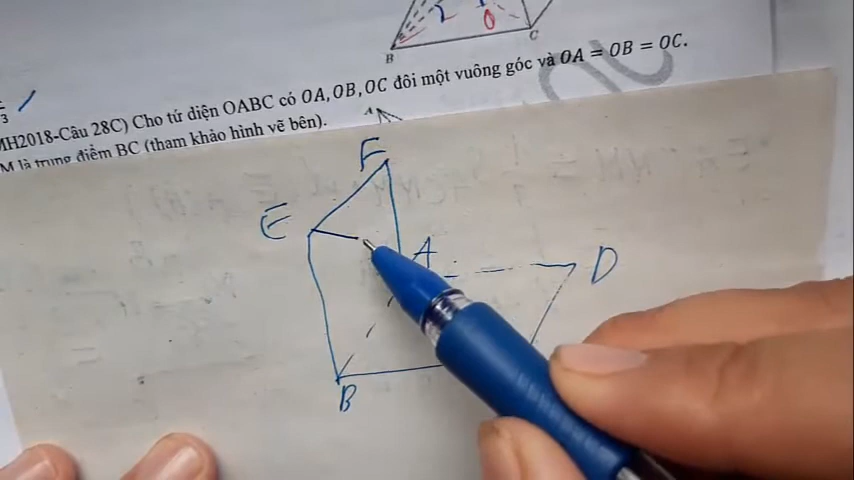 B
O
C
3
MH2018-Câu 28C) Cho tứ diện OABC có OA, OB, OC đôi một vuông góc và OA = OB = OC.
M là trung điểm BC (tham khảo hình vẽ bên).
A
F
E
A
D
B